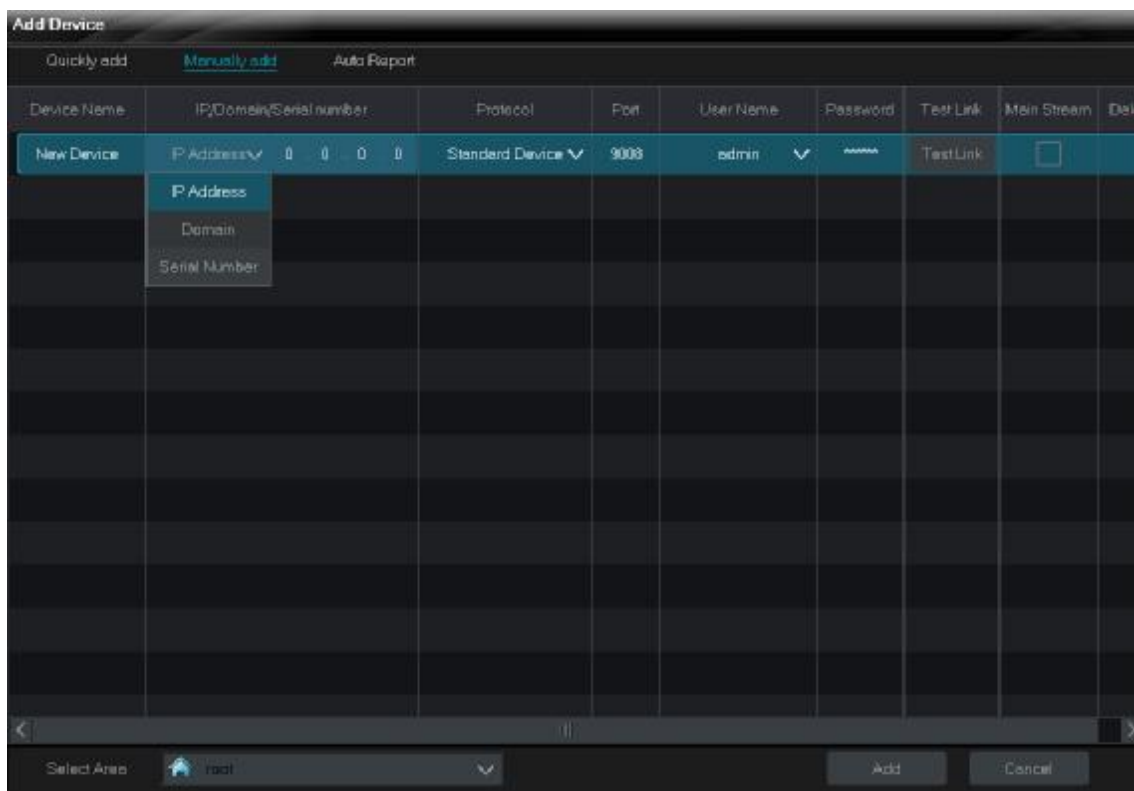 Add Device
Quickly add Manually add Auto Report
Device Name IP/Domain/Serial number Protocol Port User Name Password Test Link Main Stream Del
New Device IP Address 0 0 0 0 Standard Device 9008 admin ****** Test Link
IP Address
Domain
Serial Number
Select Area root Add Cancel